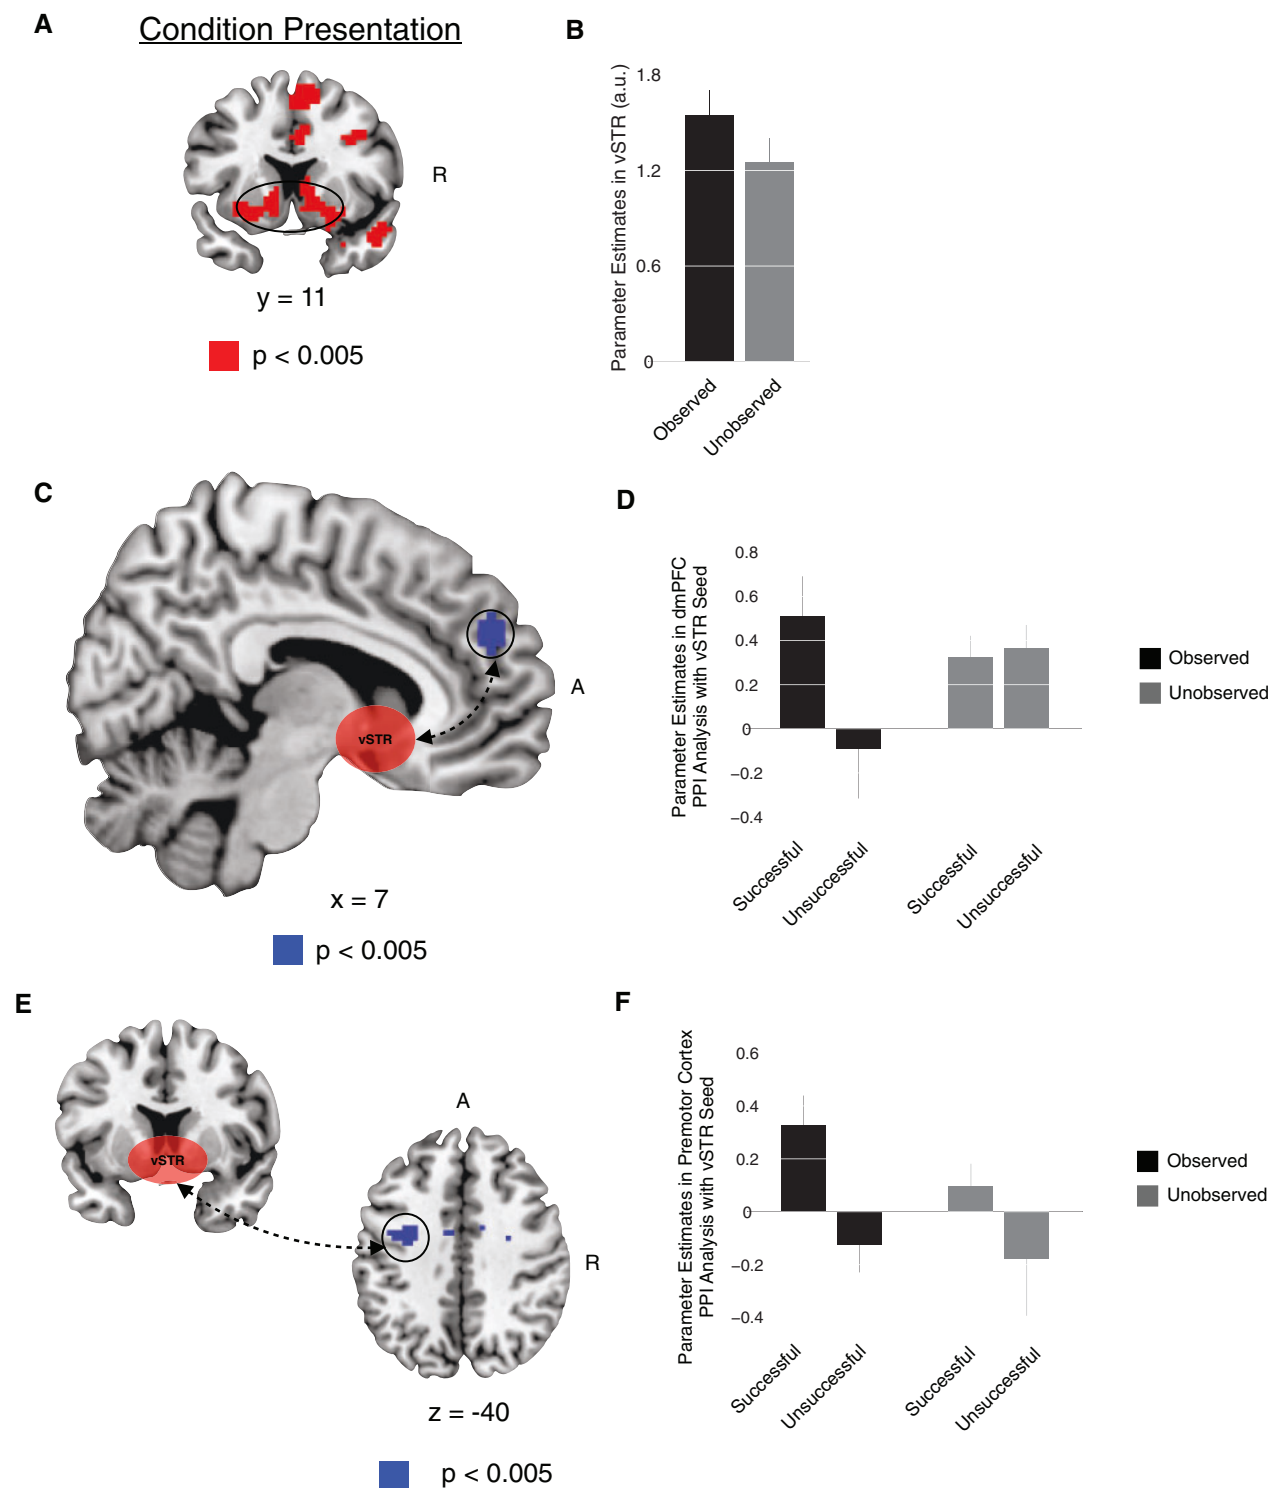 A
Condition Presentation
R
y = 11
p < 0.005
B
Parameter Estimates in vSTR (a.u.)
1.8
1.2
0.6
0
Observed
Unobserved
C
vSTR
A
x = 7
p < 0.005
D
Parameter Estimates in dmPFC
PPI Analysis with vSTR Seed
0.8
0.6
0.4
0.2
0
−0.2
−0.4
Successful
Unsuccessful
Successful
Unsuccessful
Observed
Unobserved
E
vSTR
A
R
z = -40
p < 0.005
F
Parameter Estimates in Premotor Cortex
PPI Analysis with vSTR Seed
0.6
0.4
0.2
0
−0.2
−0.4
Successful
Unsuccessful
Successful
Unsuccessful
Observed
Unobserved